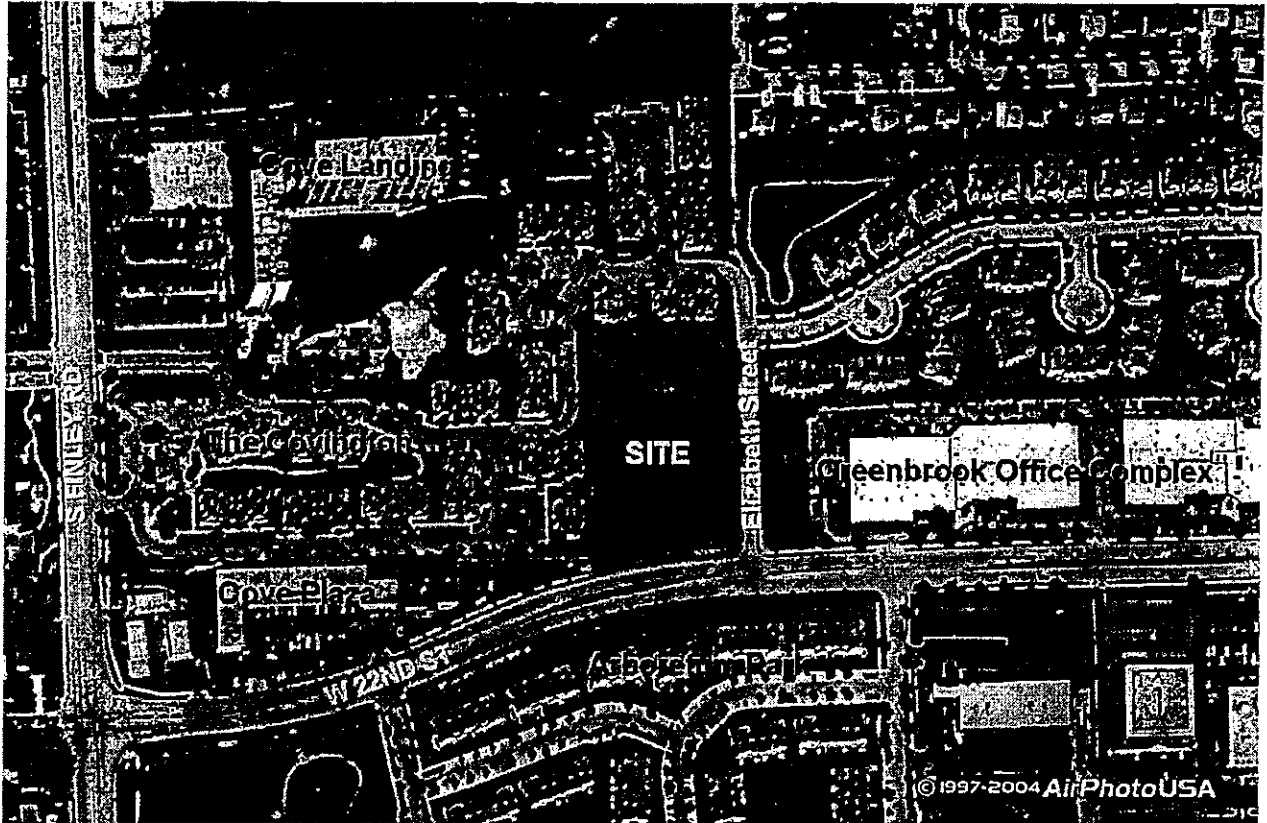 Cove Landing
S. FINLEY RD
The Covington
SITE
Elizabeth Street
Greenbrook Office Complex
Cove Plaza
W 22ND ST
Arboretum Park
©1997-2004 AirPhotoUSA